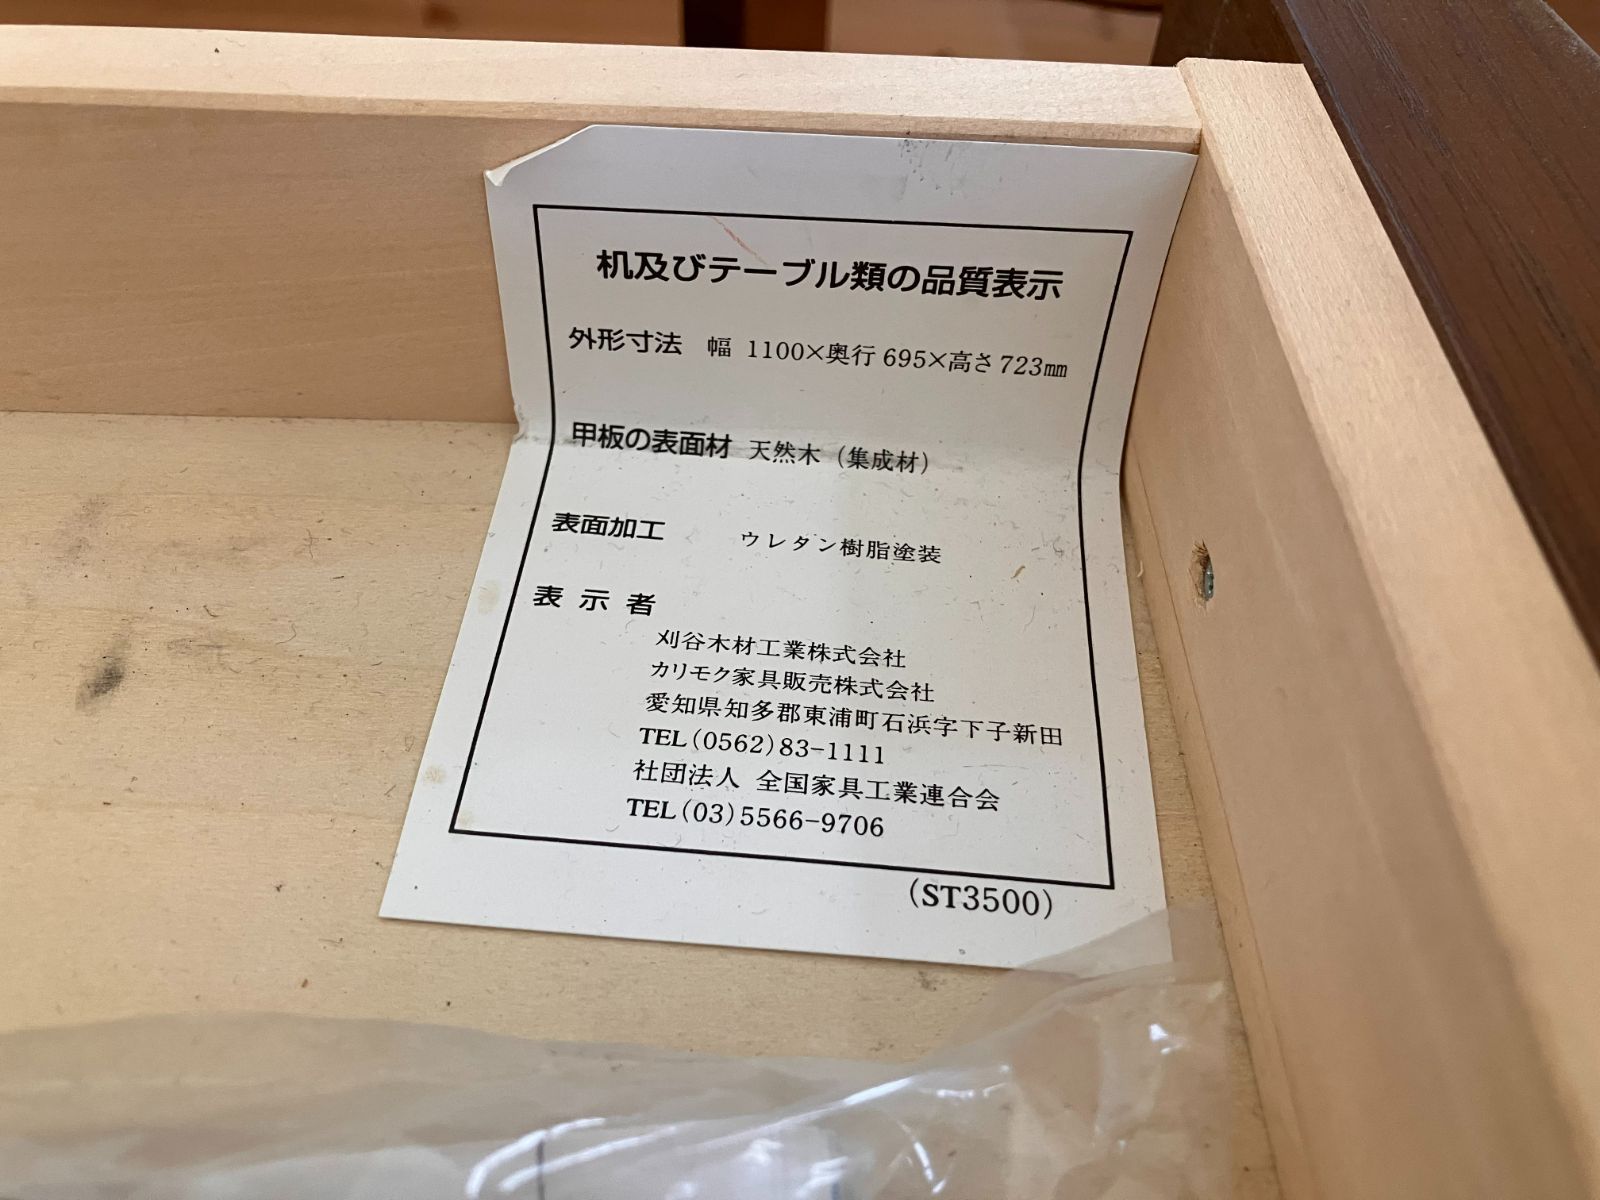 机及びテーブル類の品質表示
外形寸法 幅 1100×奥行 695×高さ 723㎜
甲板の表面材 天然木（集成材）
表面加工 ウレタン樹脂塗装
表示者
刈谷木材工業株式会社
カリモク家具販売株式会社
愛知県知多郡東浦町石浜字下子新田
TEL(0562)83-1111
社団法人 全国家具工業連合会
TEL(03)5566-9706
(ST3500)